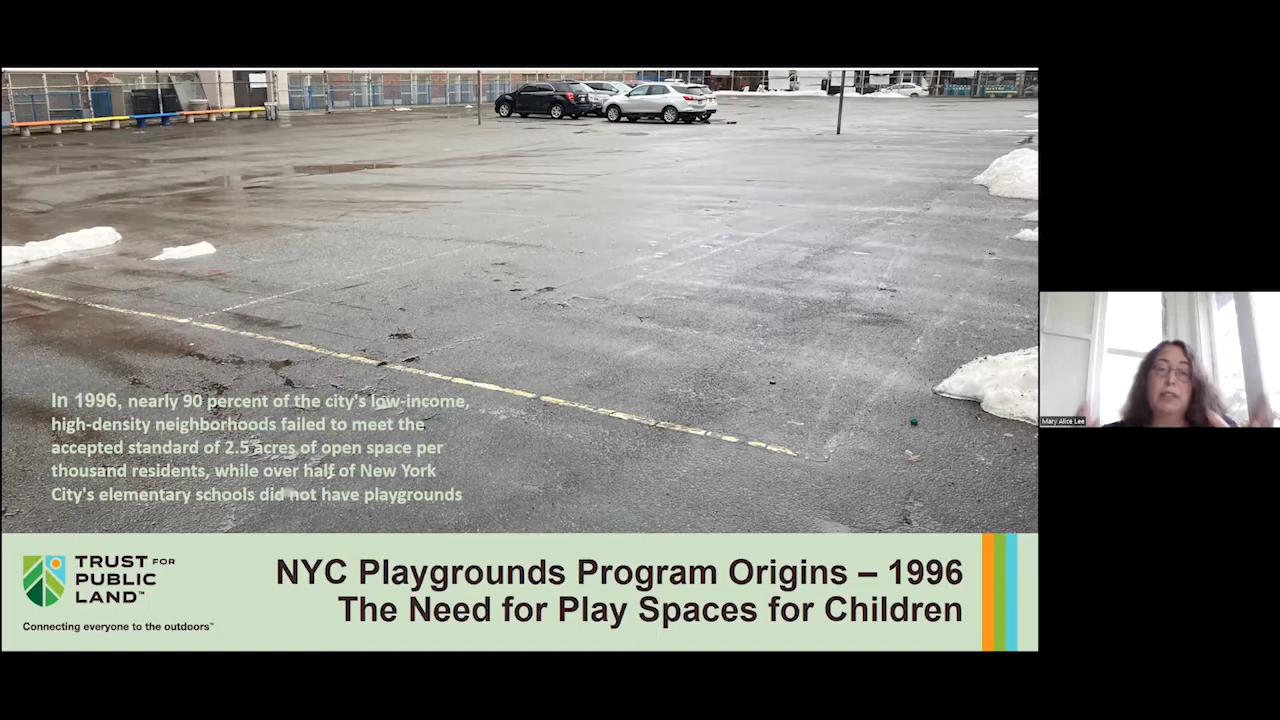 In 1996, nearly 90 percent of the city's low-income,
high-density neighborhoods failed to meet the
accepted standard of 2.5 acres of open space per
thousand residents, while over half of New York
City's elementary schools did not have playgrounds
TRUST FOR
PUBLIC
LAND™
Connecting everyone to the outdoors™
NYC Playgrounds Program Origins – 1996
The Need for Play Spaces for Children
Mary Alice Lee